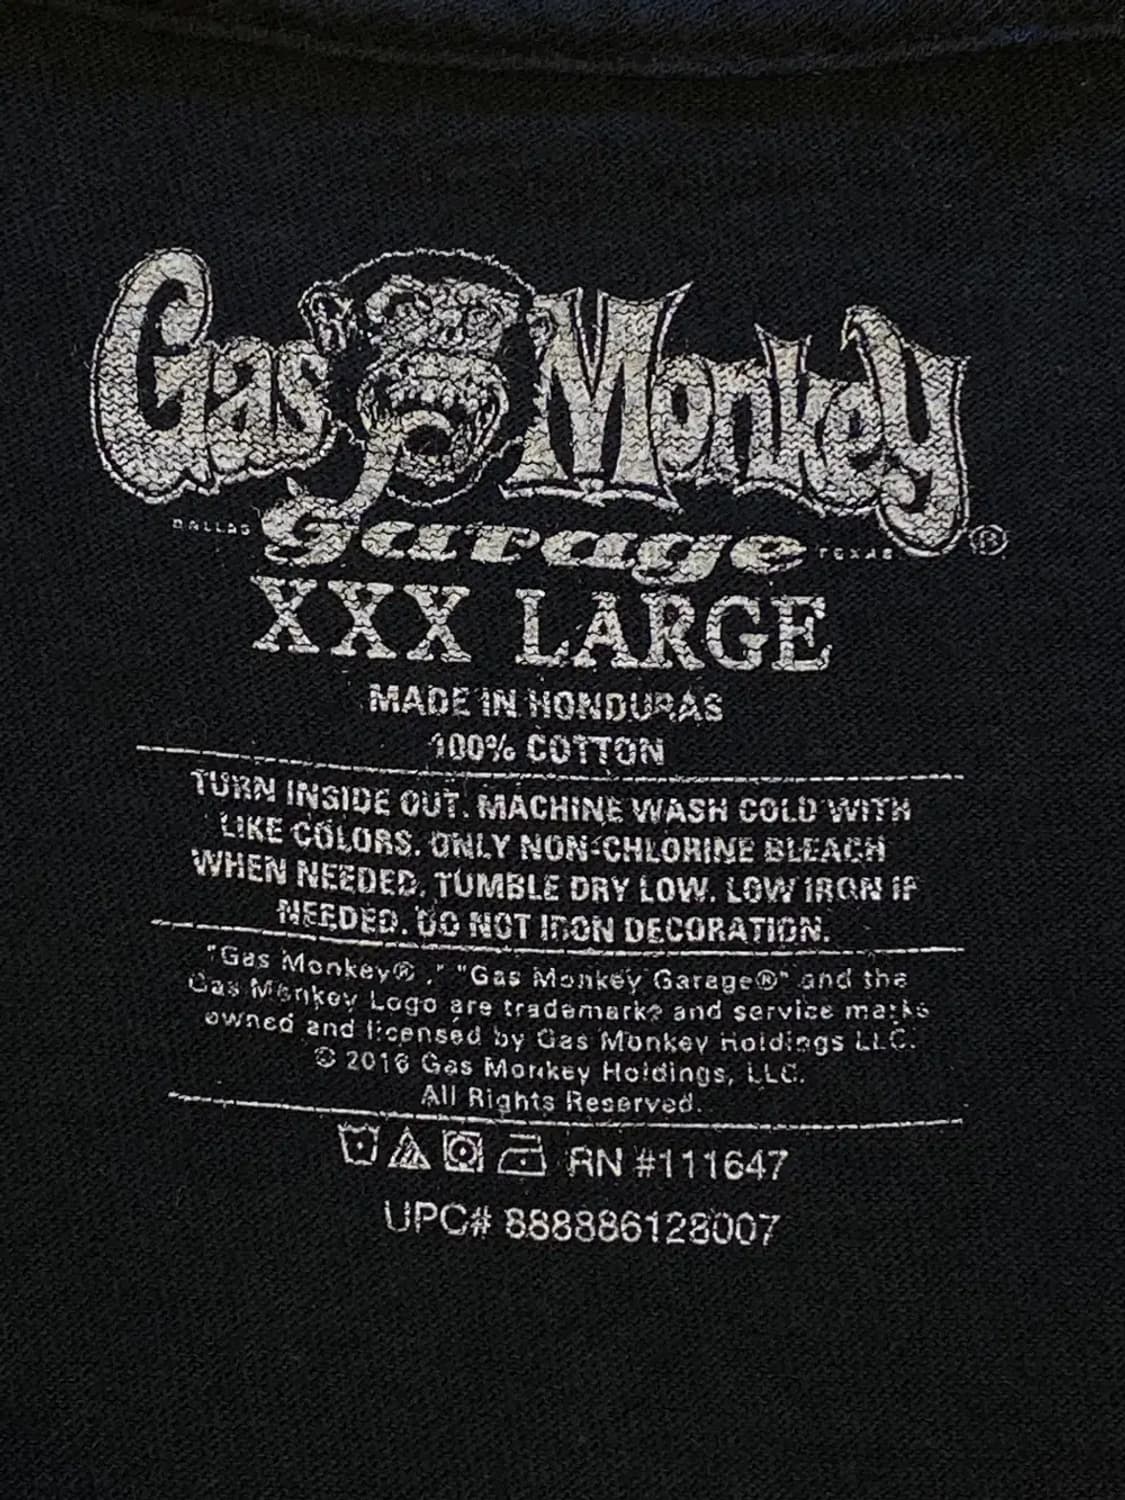 Gas Monkey
DALLAS garage TEXAS ®
XXX LARGE
MADE IN HONDURAS
100% COTTON
TURN INSIDE OUT. MACHINE WASH COLD WITH
LIKE COLORS. ONLY NON-CHLORINE BLEACH
WHEN NEEDED. TUMBLE DRY LOW. LOW IRON IF
NEEDED. DO NOT IRON DECORATION.
"Gas Monkey® ," "Gas Monkey Garage®" and the
Gas Monkey Logo are trademarks and service marks
owned and licensed by Gas Monkey Holdings LLC.
© 2016 Gas Monkey Holdings, LLC.
All Rights Reserved.
RN #111647
UPC# 888886128007